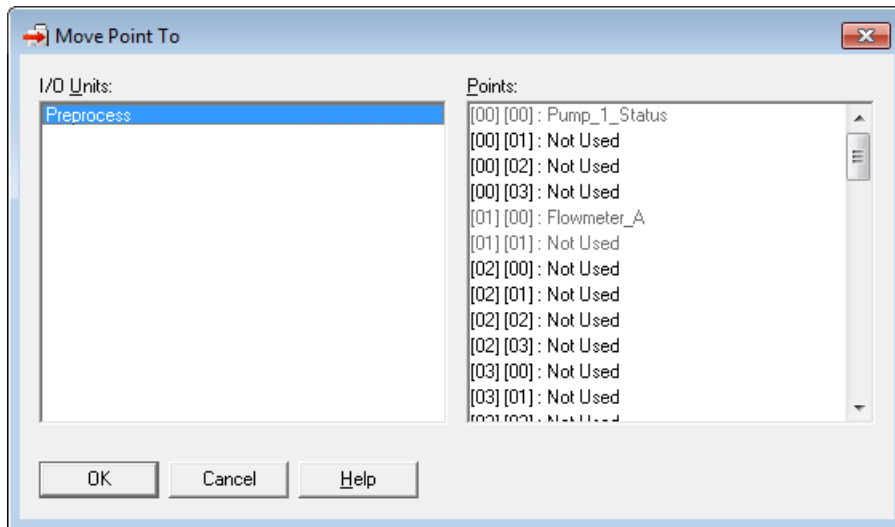 Move Point To
I/O Units:
Preprocess
Points:
[00] [00] : Pump_1_Status
[00] [01] : Not Used
[00] [02] : Not Used
[00] [03] : Not Used
[01] [00] : Flowmeter_A
[01] [01] : Not Used
[02] [00] : Not Used
[02] [01] : Not Used
[02] [02] : Not Used
[02] [03] : Not Used
[03] [00] : Not Used
[03] [01] : Not Used
OK
Cancel
Help